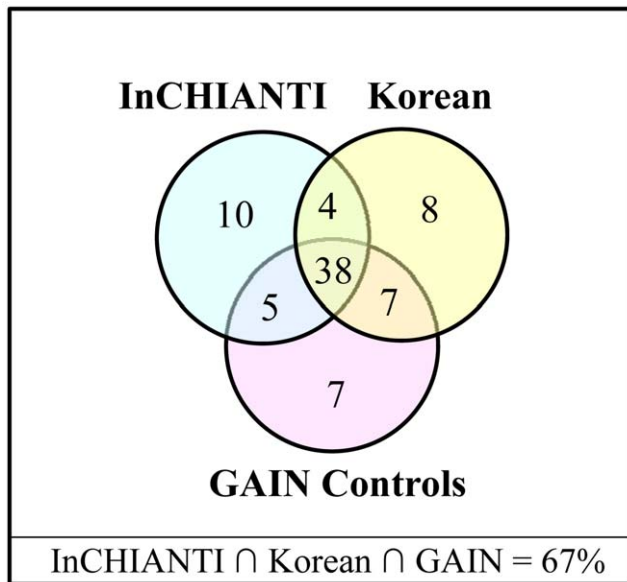 InCHIANTI Korean
10 4 8
38
5 7
7
GAIN Controls
InCHIANTI ∩ Korean ∩ GAIN = 67%